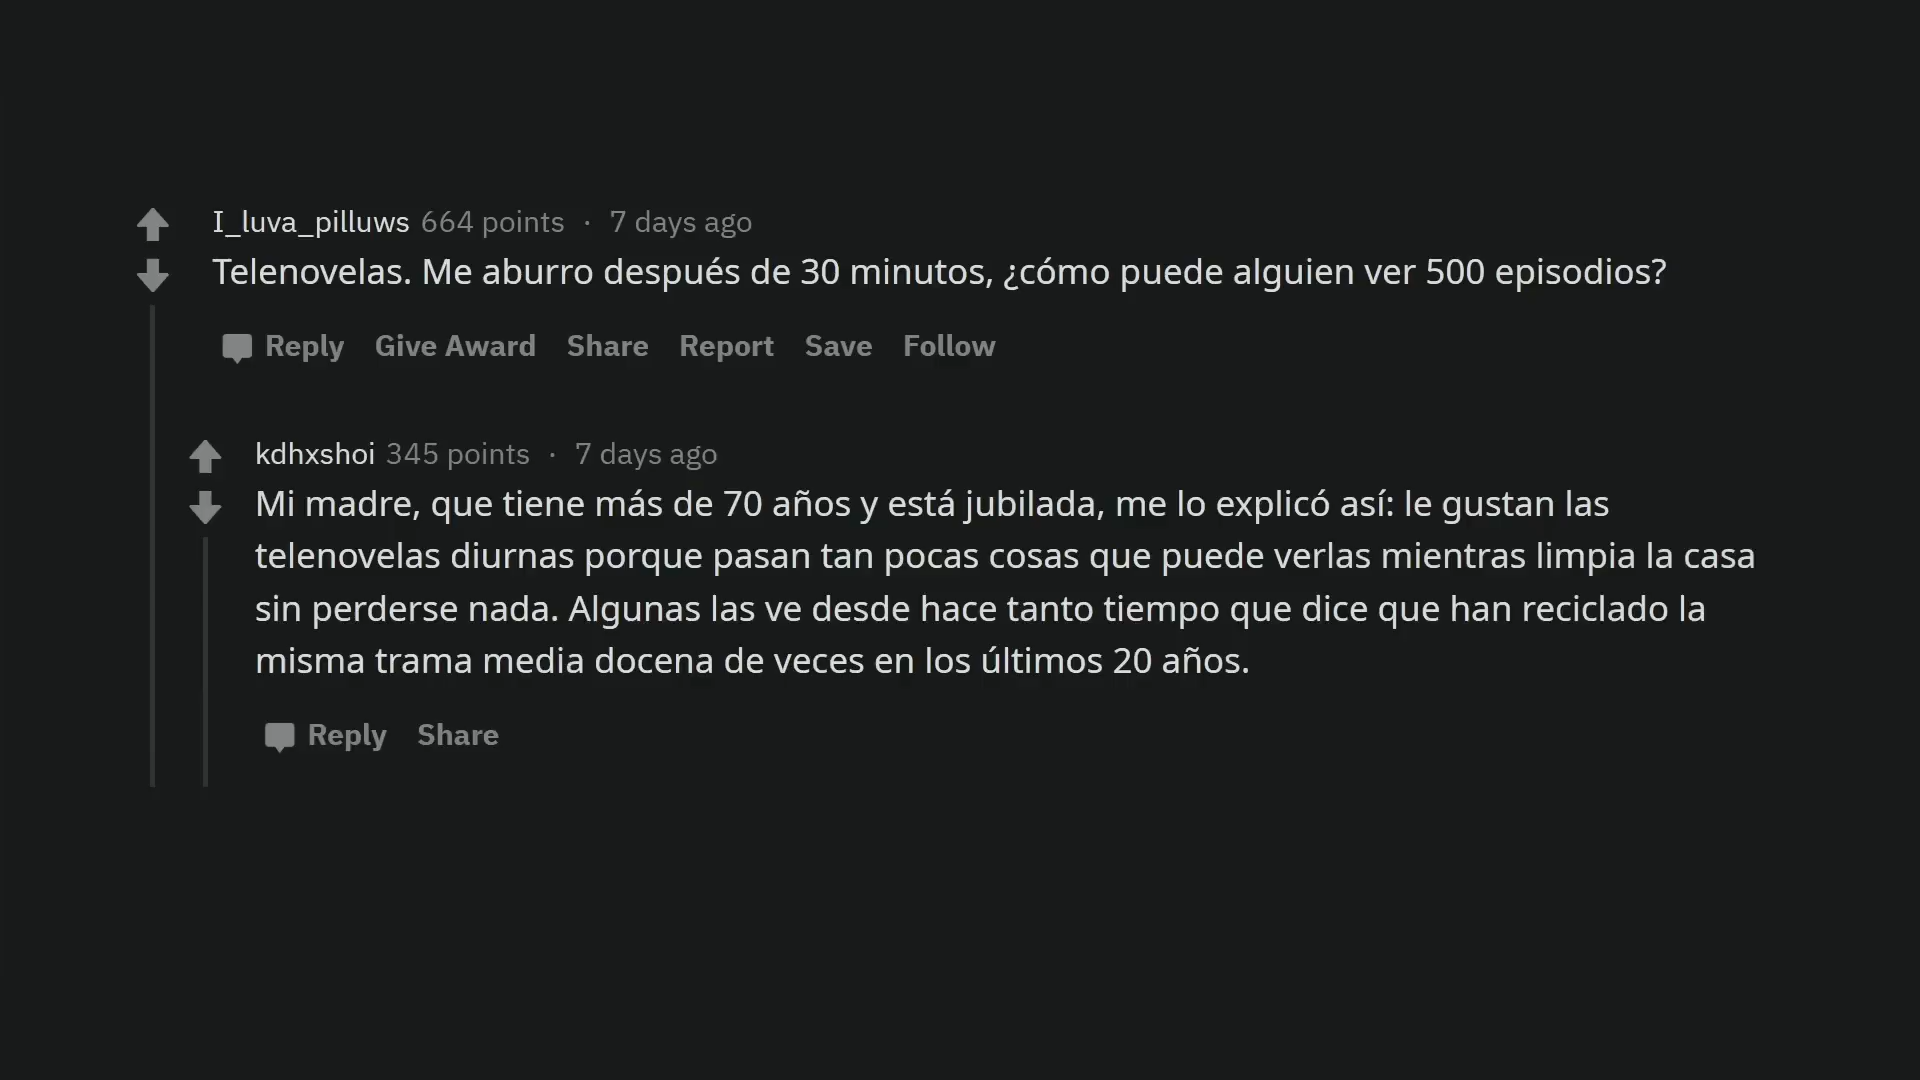 I_luva_pilluws 664 points · 7 days ago
Telenovelas. Me aburro después de 30 minutos, ¿cómo puede alguien ver 500 episodios?
Reply Give Award Share Report Save Follow
kdhxshoi 345 points · 7 days ago
Mi madre, que tiene más de 70 años y está jubilada, me lo explicó así: le gustan las
telenovelas diurnas porque pasan tan pocas cosas que puede verlas mientras limpia la casa
sin perderse nada. Algunas las ve desde hace tanto tiempo que dice que han reciclado la
misma trama media docena de veces en los últimos 20 años.
Reply Share